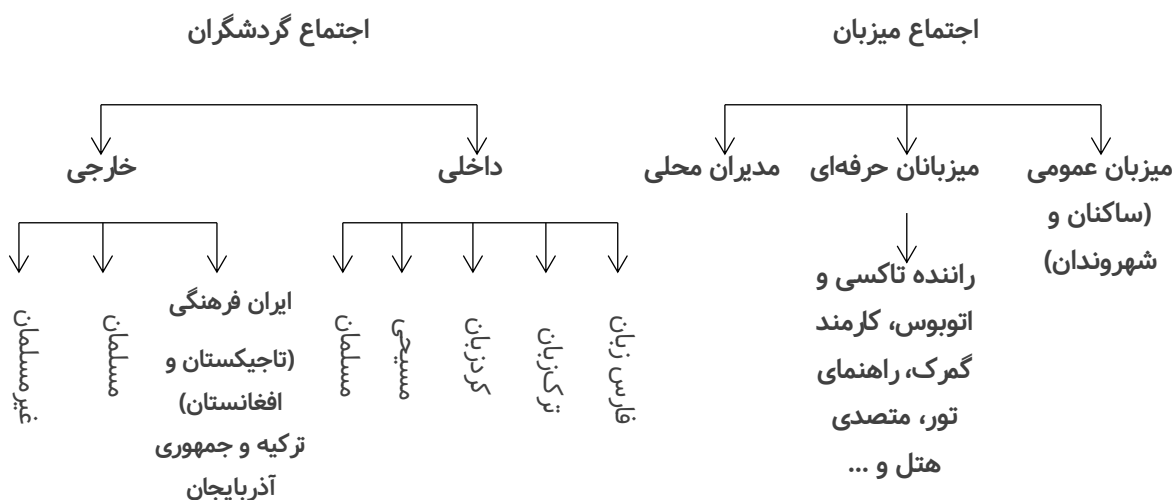 اجتماع میزبان
میزبان عمومی
(ساکنان و
شهروندان)
میزبانان حرفه‌ای
راننده تاکسی و
اتوبوس، کارمند
گمرک، راهنمای
تور، متصدی
هتل و ...
مدیران محلی
اجتماع گردشگران
داخلی
فارس زبان
ترک‌زبان
کردزبان
مسیحی
مسلمان
خارجی
ایران فرهنگی
(تاجیکستان و
افغانستان)
ترکیه و جمهوری
آذربایجان
مسلمان
غیرمسلمان